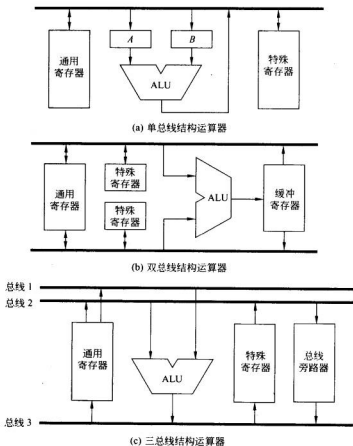 通用
寄存器
A
B
ALU
特殊
寄存器
(a) 单总线结构运算器
通用
寄存器
特殊
寄存器
特殊
寄存器
ALU
缓冲
寄存器
(b) 双总线结构运算器
总线 1
总线 2
通用
寄存器
ALU
特殊
寄存器
总线
旁路器
总线 3
(c) 三总线结构运算器